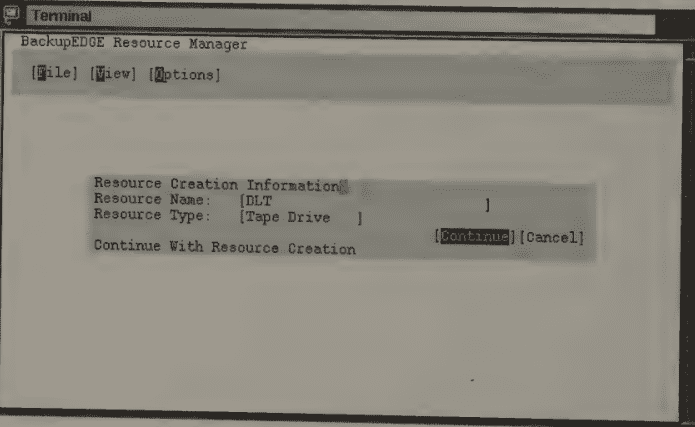 Terminal
BackupEDGE Resource Manager
[File] [View] [Options]
Resource Creation Information
Resource Name: [DLT ]
Resource Type: [Tape Drive ]
[Continue][Cancel]
Continue With Resource Creation